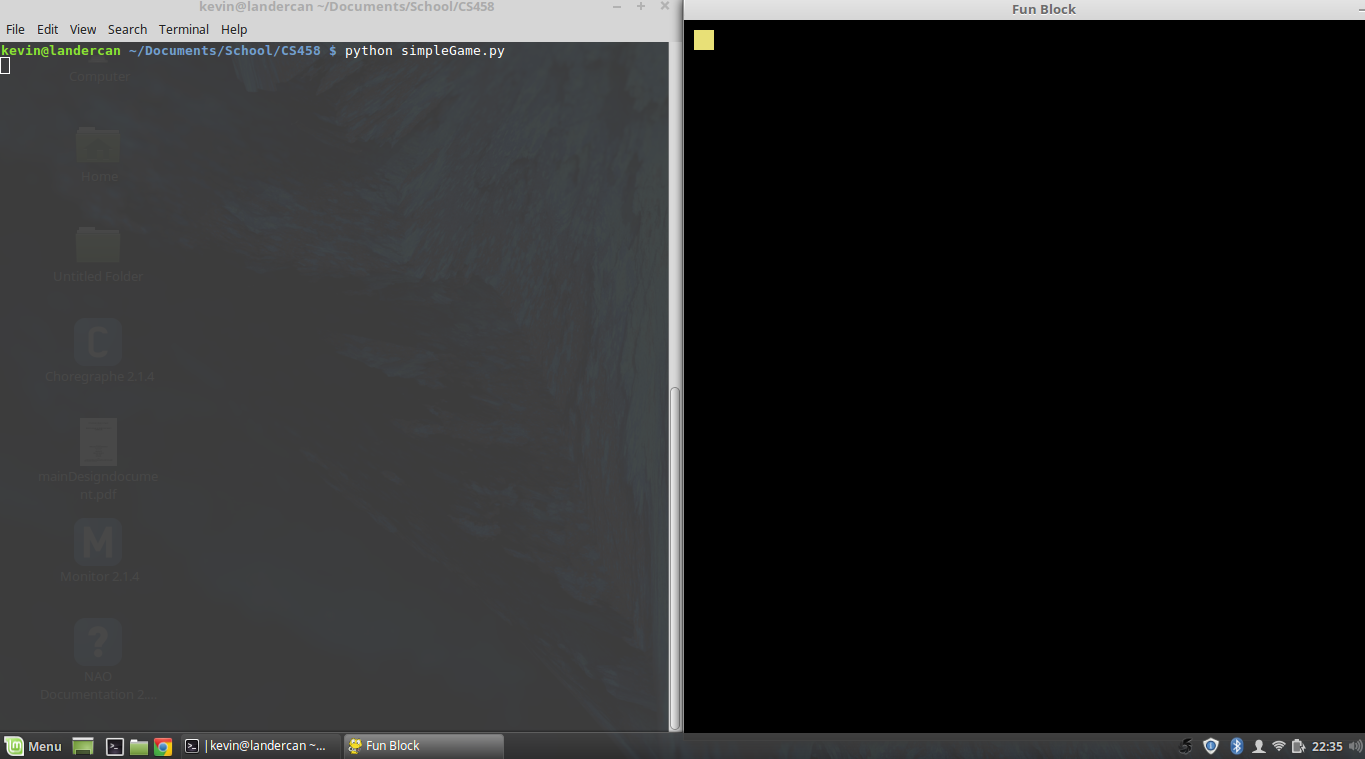 kevin@landercan ~/Documents/School/CS458
File Edit View Search Terminal Help
kevin@landercan ~/Documents/School/CS458 $ python simpleGame.py
Computer
Home
Untitled Folder
C
Choregraphe 2.1.4
mainDesigndocume
nt.pdf
M
Monitor 2.1.4
?
NAO
Documentation 2....
Fun Block
Menu
kevin@landercan ~...
Fun Block
22:35